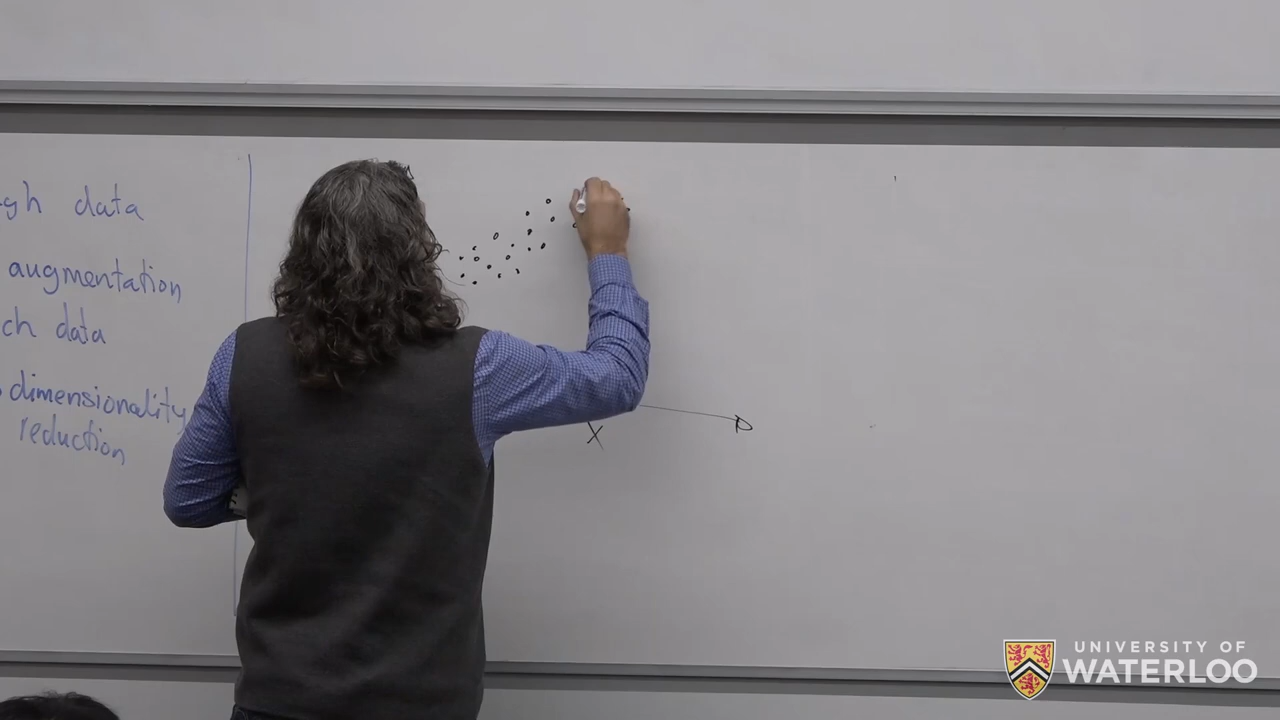 data
augmentation
data
dimensionality
reduction
X
UNIVERSITY OF
WATERLOO